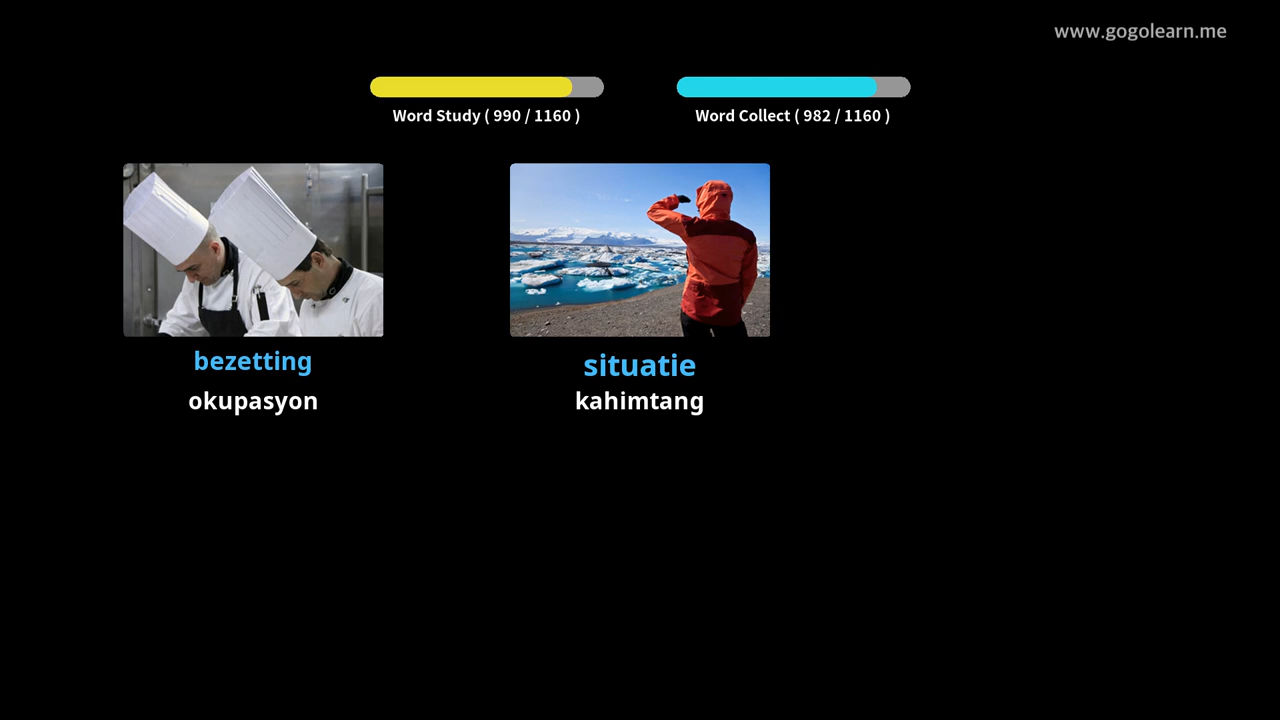 www.gogolearn.me
Word Study ( 990 / 1160 )
Word Collect ( 982 / 1160 )
bezetting
okupasyon
situatie
kahimtang